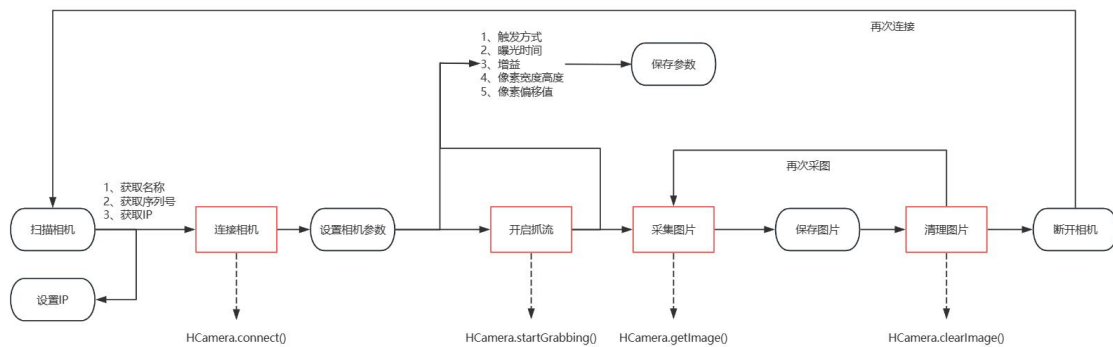 再次连接
1、触发方式
2、曝光时间
3、增益
4、像素宽度高度
5、像素偏移值
保存参数
再次采图
1、获取名称
2、获取序列号
3、获取IP
扫描相机
连接相机
设置相机参数
开启抓流
采集图片
保存图片
清理图片
断开相机
设置IP
HCamera.connect()
HCamera.startGrabbing()
HCamera.getImage()
HCamera.clearImage()